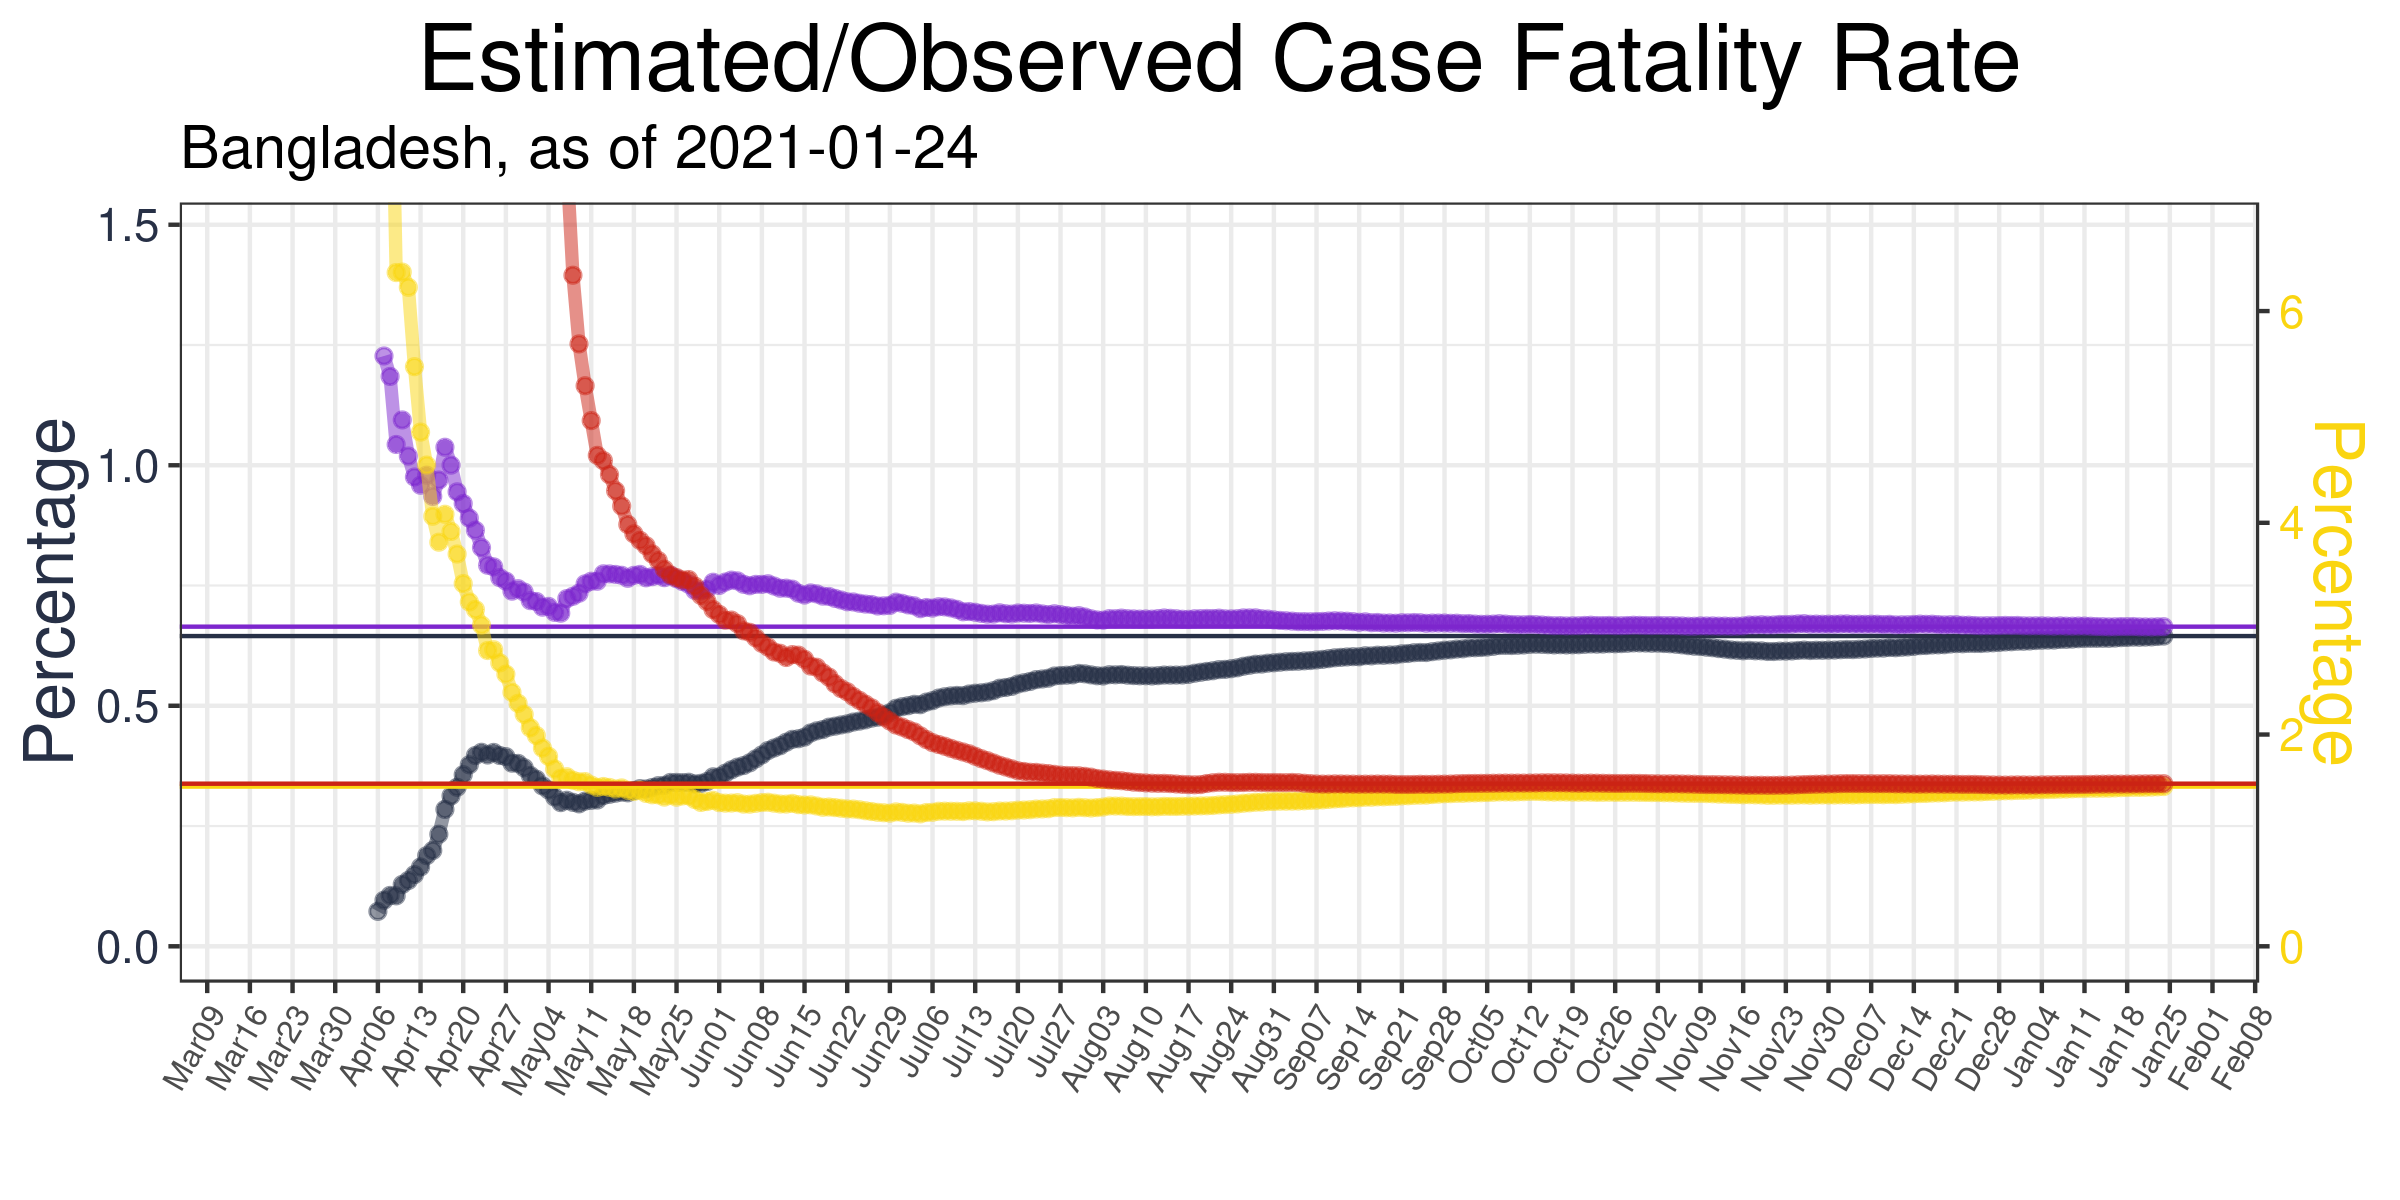 Estimated/Observed Case Fatality Rate
Bangladesh, as of 2021-01-24
Percentage
1.5
1.0
0.5
0.0
6
4
2
0
Percentage
Mar09 Mar16 Mar23 Mar30 Apr06 Apr13 Apr20 Apr27 May04 May11 May18 May25 Jun01 Jun08 Jun15 Jun22 Jun29 Jul06 Jul13 Jul20 Jul27 Aug03 Aug10 Aug17 Aug24 Aug31 Sep07 Sep14 Sep21 Sep28 Oct05 Oct12 Oct19 Oct26 Nov02 Nov09 Nov16 Nov23 Nov30 Dec07 Dec14 Dec21 Dec28 Jan04 Jan11 Jan18 Jan25 Feb01 Feb08